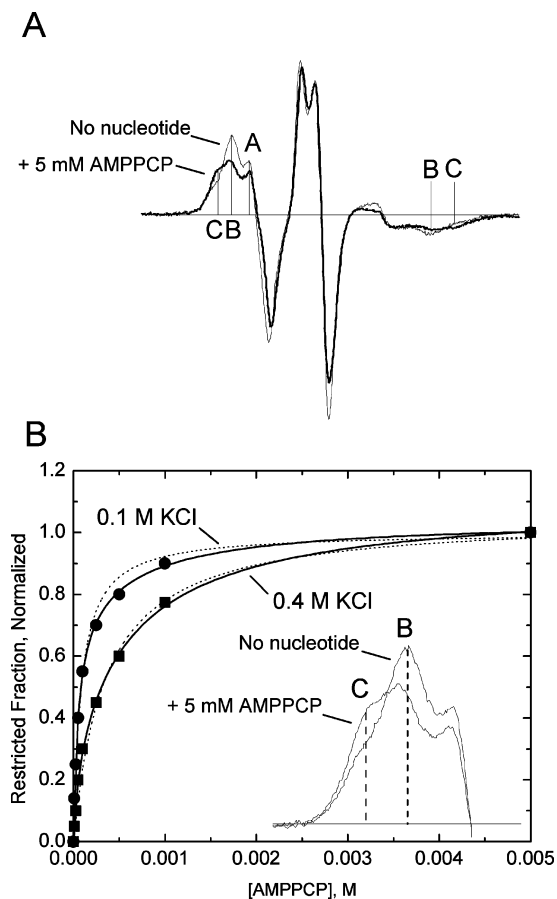 A
No nucleotide
A
+ 5 mM AMPPCP
B C
CB
B
1.2
1.0
0.8
0.6
0.4
0.2
0.0
Restricted Fraction, Normalized
0.1 M KCl
0.4 M KCl
No nucleotide
B
C
+ 5 mM AMPPCP
0.000 0.001 0.002 0.003 0.004 0.005
[AMPPCP], M